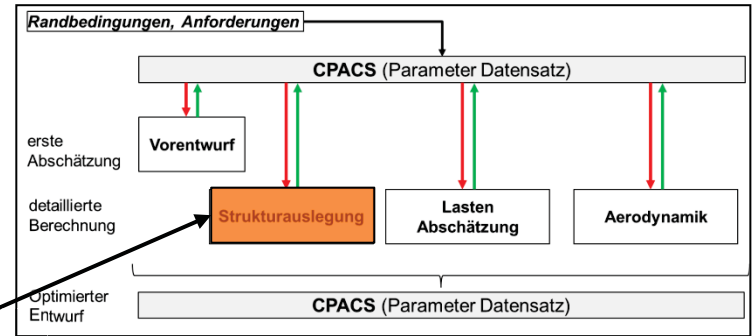 Randbedingungen, Anforderungen
CPACS (Parameter Datensatz)
erste
Abschätzung
Vorentwurf
detaillierte
Berechnung
Strukturauslegung
Lasten
Abschätzung
Aerodynamik
Optimierter
Entwurf
CPACS (Parameter Datensatz)